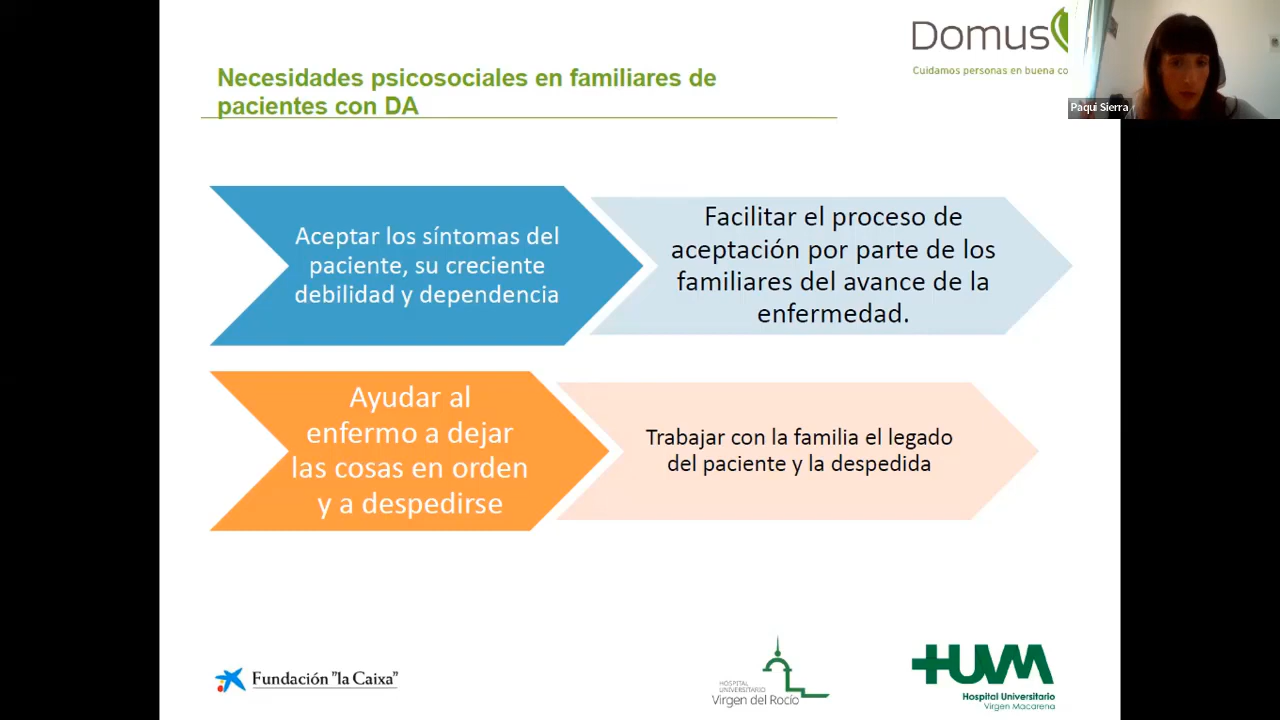 Domus
Cuidamos personas en buena co
Paqui Sierra
Necesidades psicosociales en familiares de
pacientes con DA
Aceptar los síntomas del
paciente, su creciente
debilidad y dependencia
Facilitar el proceso de
aceptación por parte de los
familiares del avance de la
enfermedad.
Ayudar al
enfermo a dejar
las cosas en orden
y a despedirse
Trabajar con la familia el legado
del paciente y la despedida
Fundación "la Caixa"
HOSPITAL
UNIVERSITARIO
Virgen del Rocío
HUVM
Hospital Universitario
Virgen Macarena